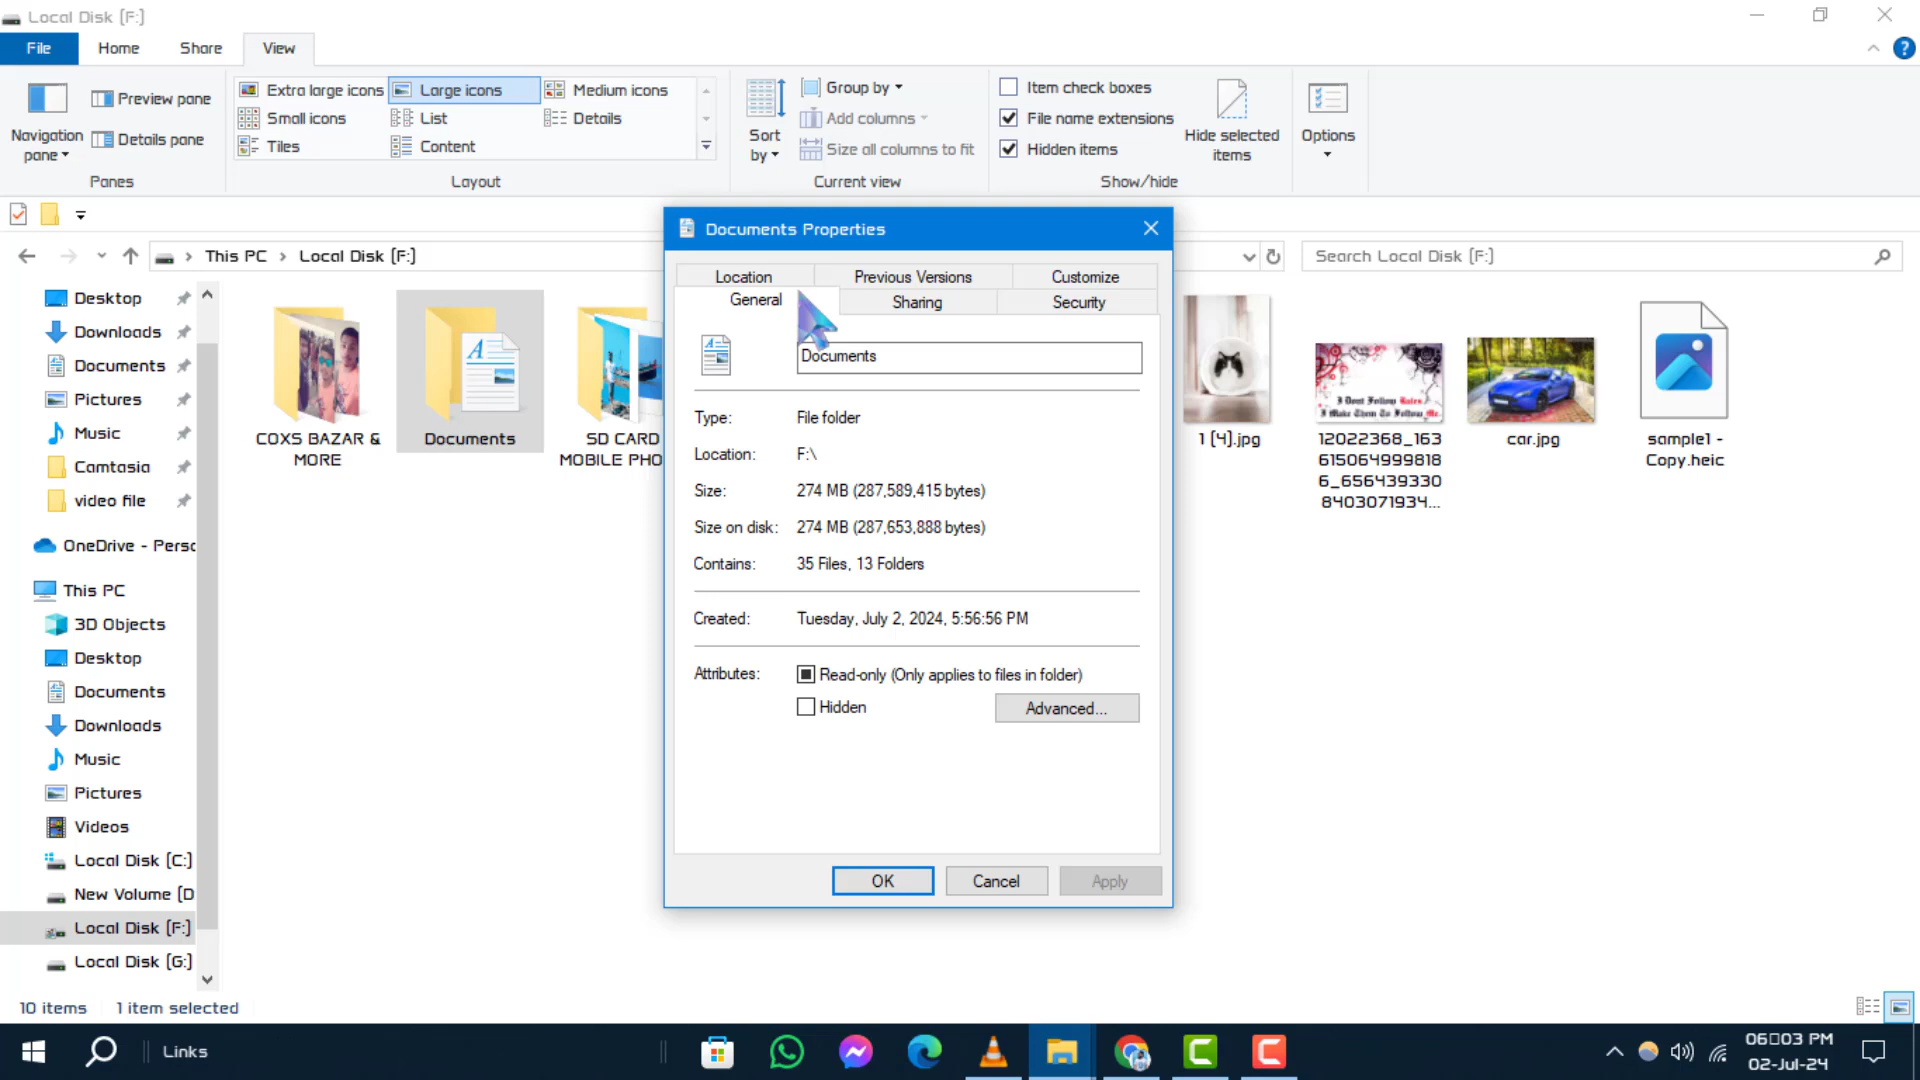 Local Disk [F:]
File
Home
Share
View
Navigation
pane
Preview pane
Details pane
Panes
Extra large icons
Large icons
Medium icons
Small icons
List
Details
Tiles
Content
Layout
Sort
by
Group by
Add columns
Size all columns to fit
Current view
Item check boxes
File name extensions
Hidden items
Hide selected
items
Show/hide
Options
This PC
Local Disk [F:]
Search Local Disk [F:]
Desktop
Downloads
Documents
Pictures
Music
Camtasia
video file
OneDrive - Perso
This PC
3D Objects
Desktop
Documents
Downloads
Music
Pictures
Videos
Local Disk [C:]
New Volume [D
Local Disk [F:]
Local Disk [G:]
COXS BAZAR &
MORE
Documents
SD CARD
MOBILE PHO
1 [4].jpg
I Dont Follow Rules.
I Make Them To Follow Me.
12022368_163
615064999818
6_656439330
8403071934...
car.jpg
sample1 -
Copy.heic
Documents Properties
Location
Previous Versions
Customize
General
Sharing
Security
Documents
Type: File folder
Location: F:\
Size: 274 MB (287,589,415 bytes)
Size on disk: 274 MB (287,653,888 bytes)
Contains: 35 Files, 13 Folders
Created: Tuesday, July 2, 2024, 5:56:56 PM
Attributes: Read-only (Only applies to files in folder)
Hidden
Advanced...
OK
Cancel
Apply
10 items
1 item selected
Links
06□03 PM
02-Jul-24